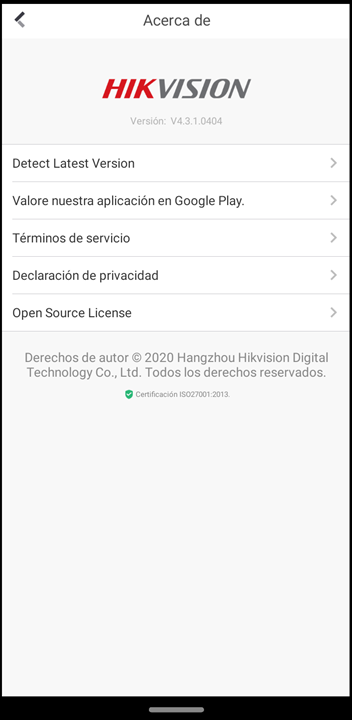 Acerca de
HIKVISION
Versión: V4.3.1.0404
Detect Latest Version
Valore nuestra aplicación en Google Play.
Términos de servicio
Declaración de privacidad
Open Source License
Derechos de autor © 2020 Hangzhou Hikvision Digital
Technology Co., Ltd. Todos los derechos reservados.
Certificación ISO27001:2013.